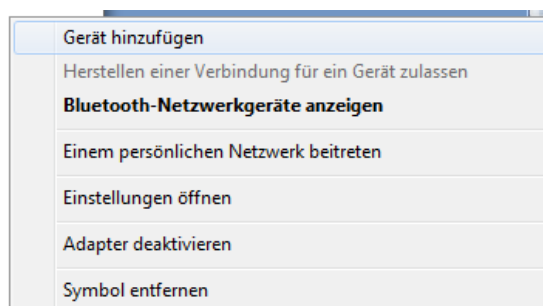 Gerät hinzufügen
Herstellen einer Verbindung für ein Gerät zulassen
Bluetooth-Netzwerkgeräte anzeigen
Einem persönlichen Netzwerk beitreten
Einstellungen öffnen
Adapter deaktivieren
Symbol entfernen